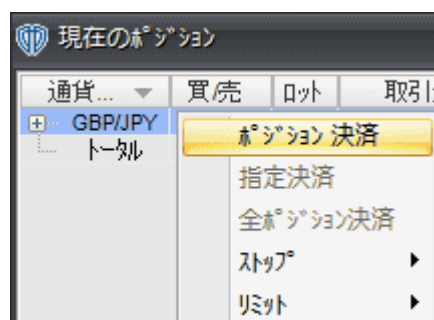 現在のﾎﾟｼﾞｼｮﾝ
通貨... 買/売 ﾛｯﾄ 取引
GBP/JPY
ﾄｰﾀﾙ
ﾎﾟｼﾞｼｮﾝ 決済
指定決済
全ﾎﾟｼﾞｼｮﾝ決済
ｽﾄｯﾌﾟ
ﾘﾐｯﾄ